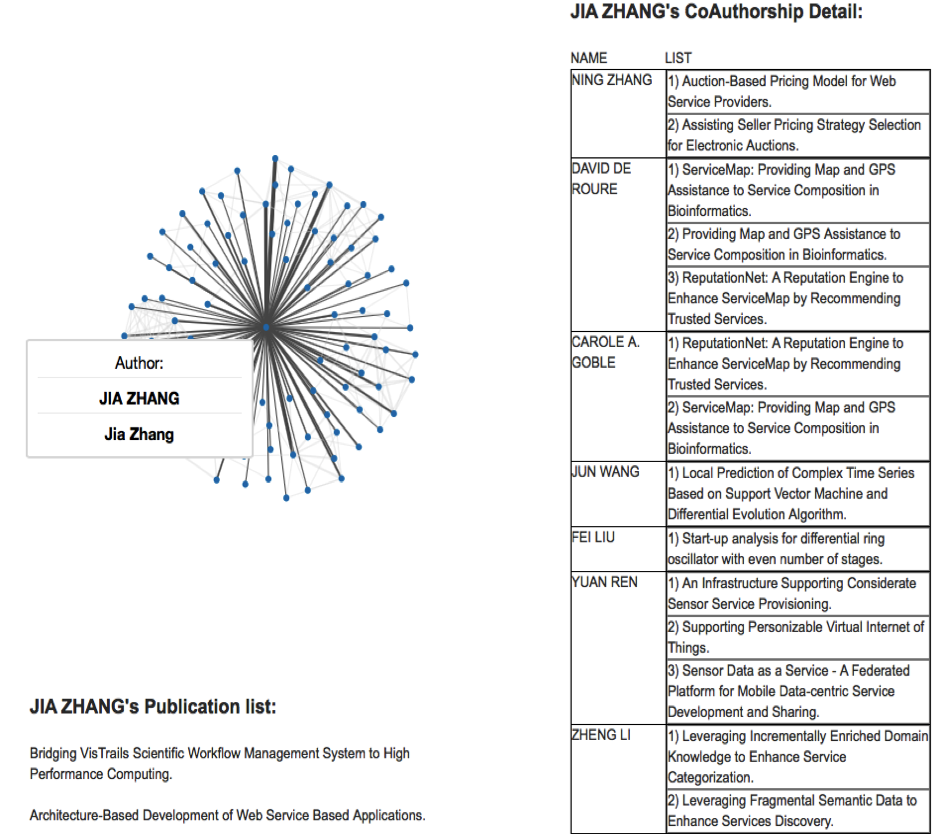 JIA ZHANG's CoAuthorship Detail:
NAME LIST
NING ZHANG 1) Auction-Based Pricing Model for Web
Service Providers.
2) Assisting Seller Pricing Strategy Selection
for Electronic Auctions.
DAVID DE 1) ServiceMap: Providing Map and GPS
ROURE Assistance to Service Composition in
Bioinformatics.
2) Providing Map and GPS Assistance to
Service Composition in Bioinformatics.
3) ReputationNet: A Reputation Engine to
Enhance ServiceMap by Recommending
Trusted Services.
CAROLE A. 1) ReputationNet: A Reputation Engine to
GOBLE Enhance ServiceMap by Recommending
Trusted Services.
2) ServiceMap: Providing Map and GPS
Assistance to Service Composition in
Bioinformatics.
JUN WANG 1) Local Prediction of Complex Time Series
Based on Support Vector Machine and
Differential Evolution Algorithm.
FEI LIU 1) Start-up analysis for differential ring
oscillator with even number of stages.
YUAN REN 1) An Infrastructure Supporting Considerate
Sensor Service Provisioning.
2) Supporting Personizable Virtual Internet of
Things.
3) Sensor Data as a Service - A Federated
Platform for Mobile Data-centric Service
Development and Sharing.
ZHENG LI 1) Leveraging Incrementally Enriched Domain
Knowledge to Enhance Service
Categorization.
2) Leveraging Fragmental Semantic Data to
Enhance Services Discovery.
Author:
JIA ZHANG
Jia Zhang
JIA ZHANG's Publication list:
Bridging VisTrails Scientific Workflow Management System to High
Performance Computing.
Architecture-Based Development of Web Service Based Applications.